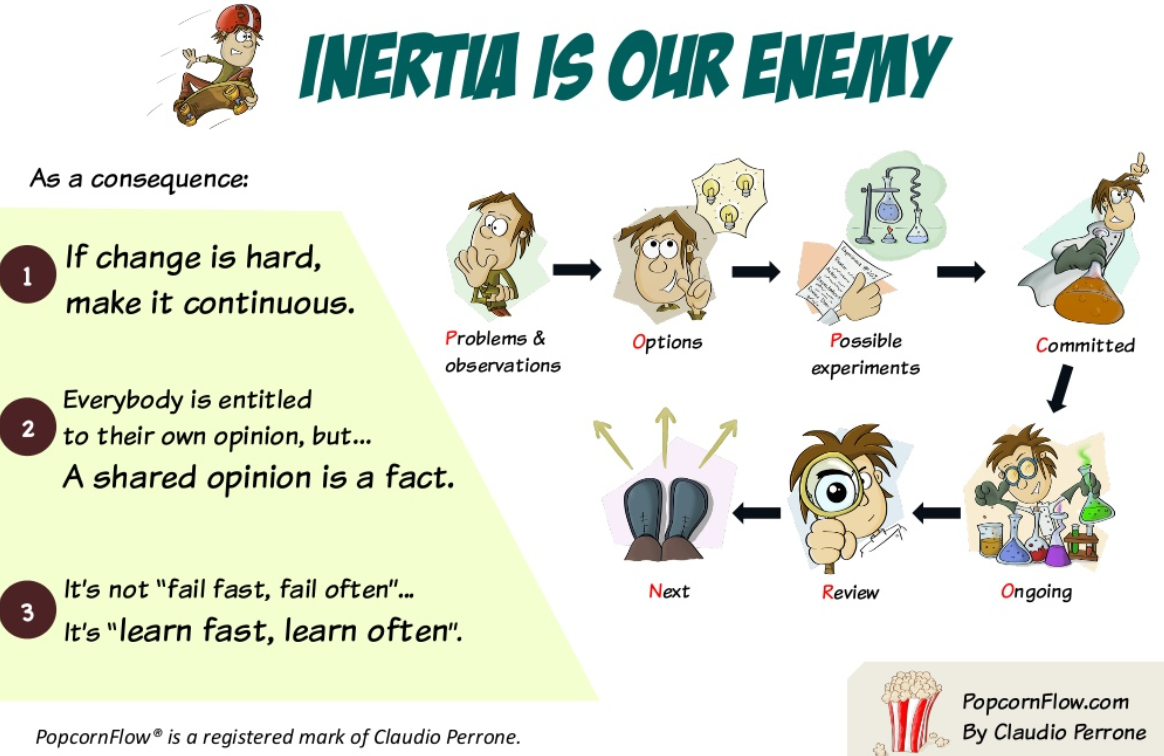 INERTIA IS OUR ENEMY
As a consequence:
1
If change is hard,
make it continuous.
2
Everybody is entitled
to their own opinion, but...
A shared opinion is a fact.
3
It's not "fail fast, fail often"...
It's "learn fast, learn often".
Problems &
observations
Options
Possible
experiments
Committed
Ongoing
Review
Next
PopcornFlow.com
By Claudio Perrone
PopcornFlow® is a registered mark of Claudio Perrone.